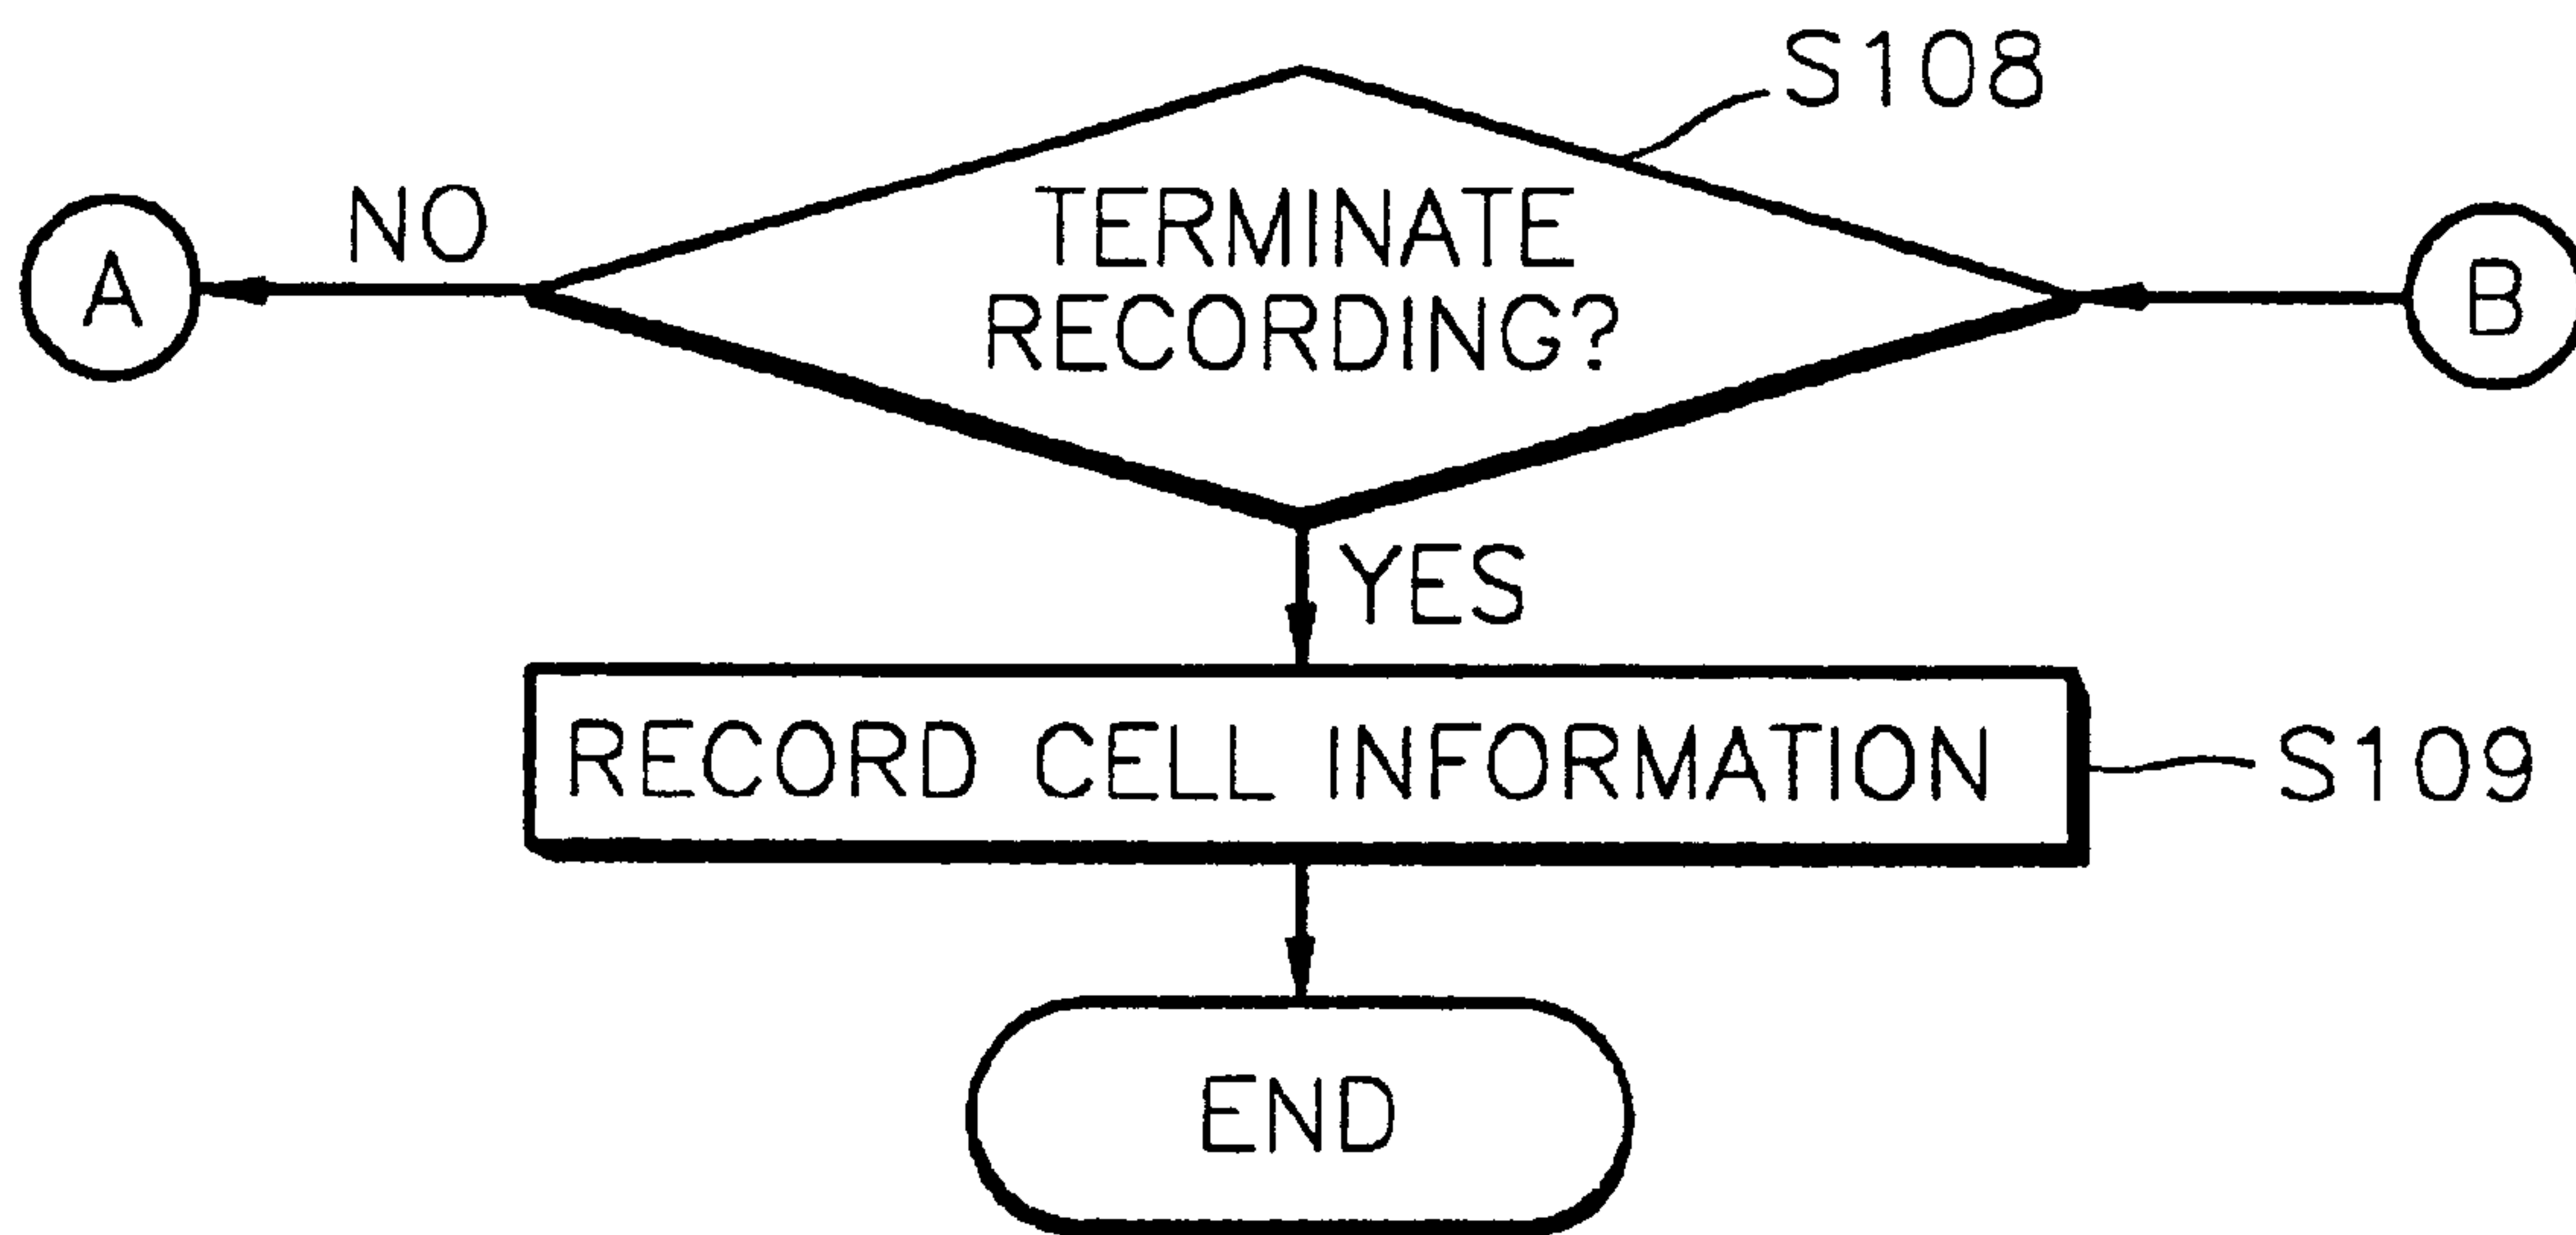 S108
NO
TERMINATE
RECORDING?
A
B
YES
RECORD CELL INFORMATION
S109
END